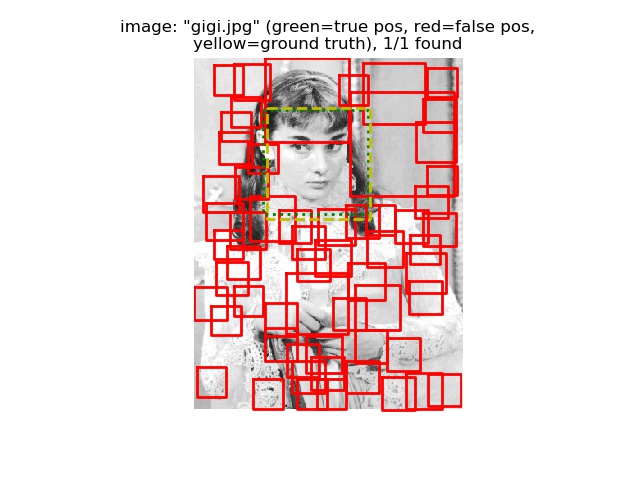 image: "gigi.jpg" (green=true pos, red=false pos,
yellow=ground truth), 1/1 found